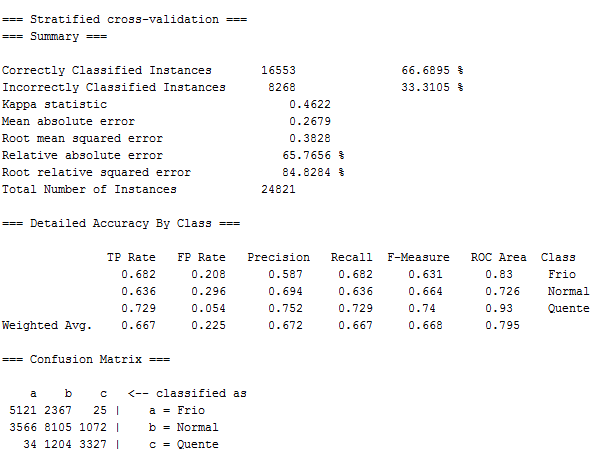 === Stratified cross-validation ===
=== Summary ===
Correctly Classified Instances 16553 66.6895 %
Incorrectly Classified Instances 8268 33.3105 %
Kappa statistic 0.4622
Mean absolute error 0.2679
Root mean squared error 0.3828
Relative absolute error 65.7656 %
Root relative squared error 84.8284 %
Total Number of Instances 24821
=== Detailed Accuracy By Class ===
TP Rate FP Rate Precision Recall F-Measure ROC Area Class
0.682 0.208 0.587 0.682 0.631 0.83 Frio
0.636 0.296 0.694 0.636 0.664 0.726 Normal
0.729 0.054 0.752 0.729 0.74 0.93 Quente
Weighted Avg. 0.667 0.225 0.672 0.667 0.668 0.795
=== Confusion Matrix ===
a b c <-- classified as
5121 2367 25 | a = Frio
3566 8105 1072 | b = Normal
34 1204 3327 | c = Quente